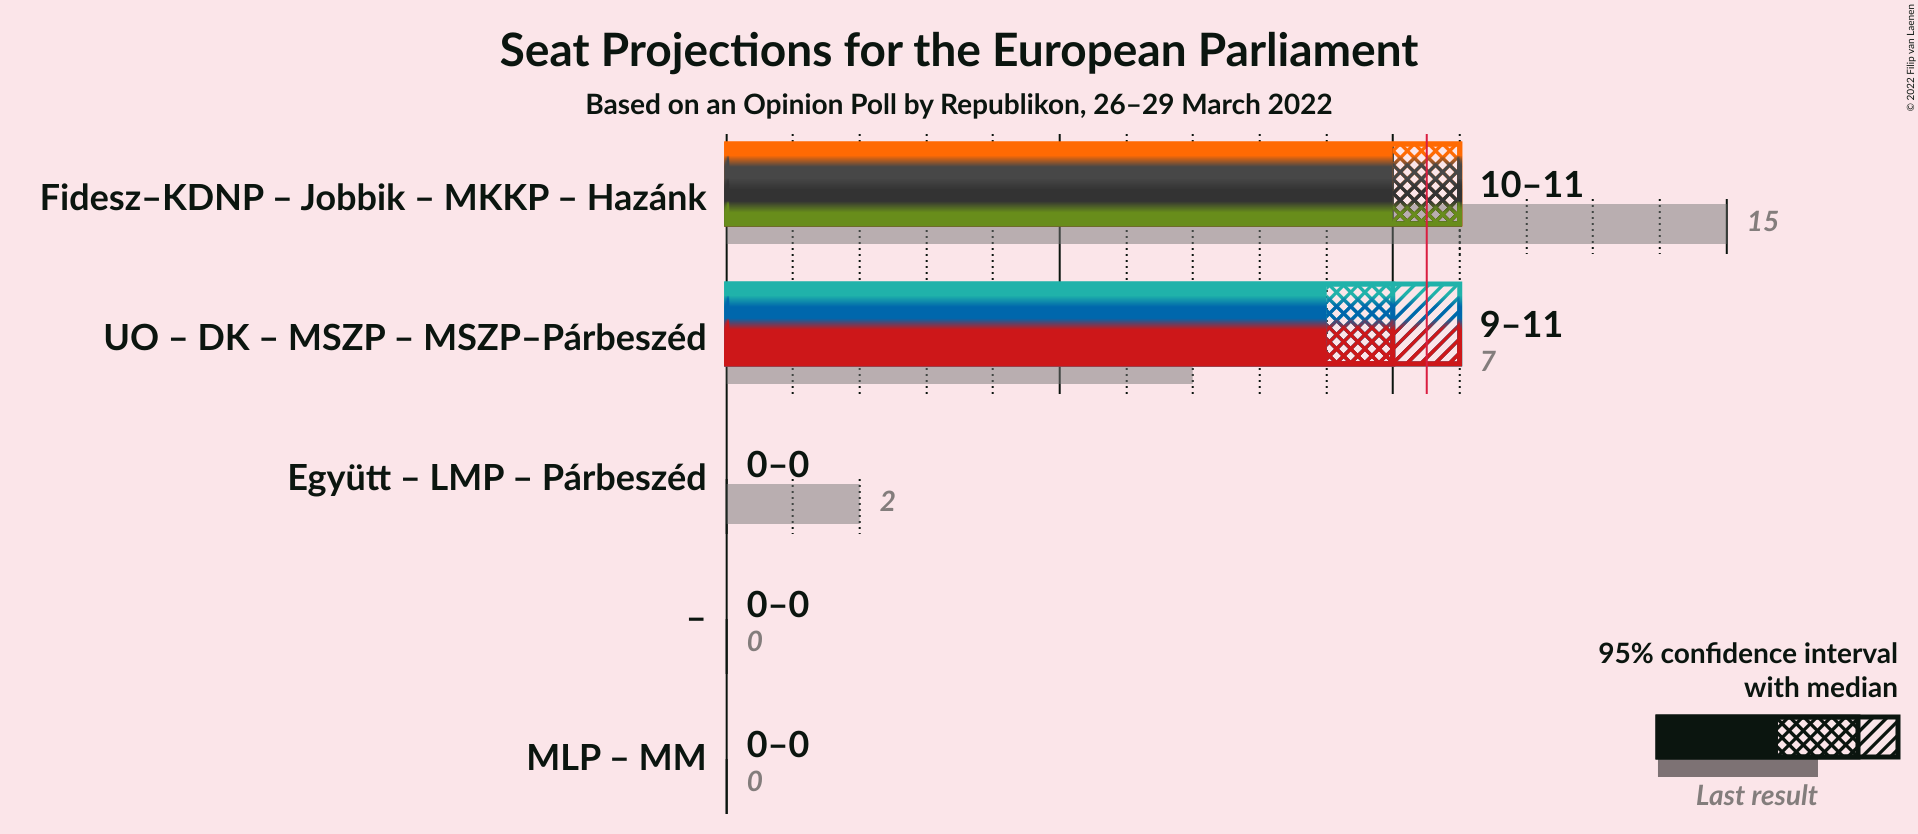 Seat Projections for the European Parliament
Based on an Opinion Poll by Republikon, 26–29 March 2022
© 2022 Filip van Laenen
Fidesz–KDNP – Jobbik – MKKP – Hazánk
10–11
15
UO – DK – MSZP – MSZP–Párbeszéd
9–11
7
Együtt – LMP – Párbeszéd
0–0
2
–
0–0
0
MLP – MM
0–0
0
95% confidence interval
with median
Last result